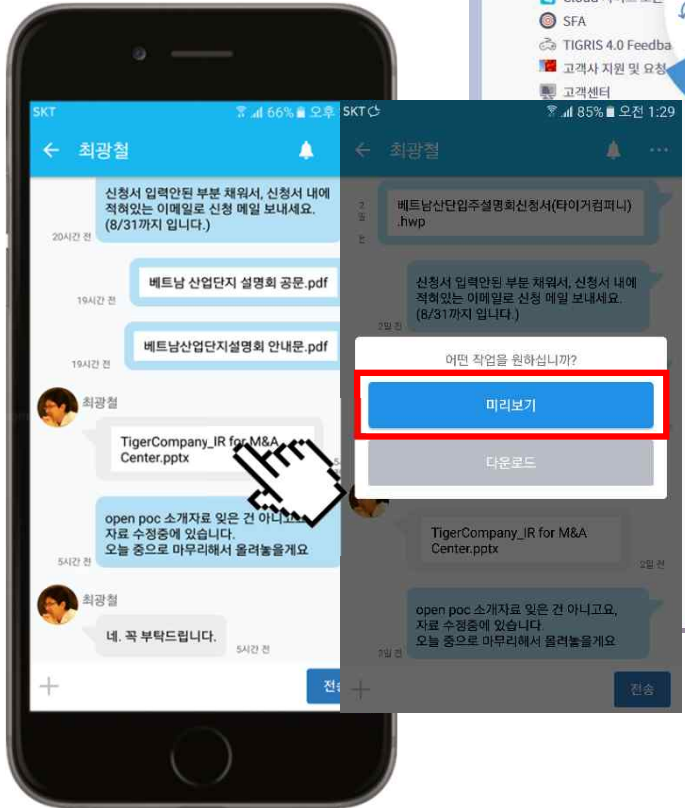 SFA
TIGRIS 4.0 Feedba
고객사 지원 및 요청
고객센터
SKT
66% 오후
← 최광철
신청서 입력안된 부분 채워서, 신청서 내에
적혀있는 이메일로 신청 메일 보내세요.
(8/31까지 입니다.)
20시간 전
베트남 산업단지 설명회 공문.pdf
19시간 전
베트남산업단지설명회 안내문.pdf
19시간 전
최광철
TigerCompany_IR for M&A
Center.pptx
open poc 소개자료 잊은 건 아니고요
자료 수정중에 있습니다.
오늘 중으로 마무리해서 올려놓을게요
5시간 전
최광철
네. 꼭 부탁드립니다.
5시간 전
+
SKT
85% 오전 1:29
← 최광철
베트남산단입주설명회신청서(타이거컴퍼니)
.hwp
신청서 입력안된 부분 채워서, 신청서 내에
적혀있는 이메일로 신청 메일 보내세요.
(8/31까지 입니다.)
2일 전
어떤 작업을 원하십니까?
미리보기
다운로드
TigerCompany_IR for M&A
Center.pptx
2일 전
open poc 소개자료 잊은 건 아니고요,
자료 수정중에 있습니다.
오늘 중으로 마무리해서 올려놓을게요
2일 전
+
전송